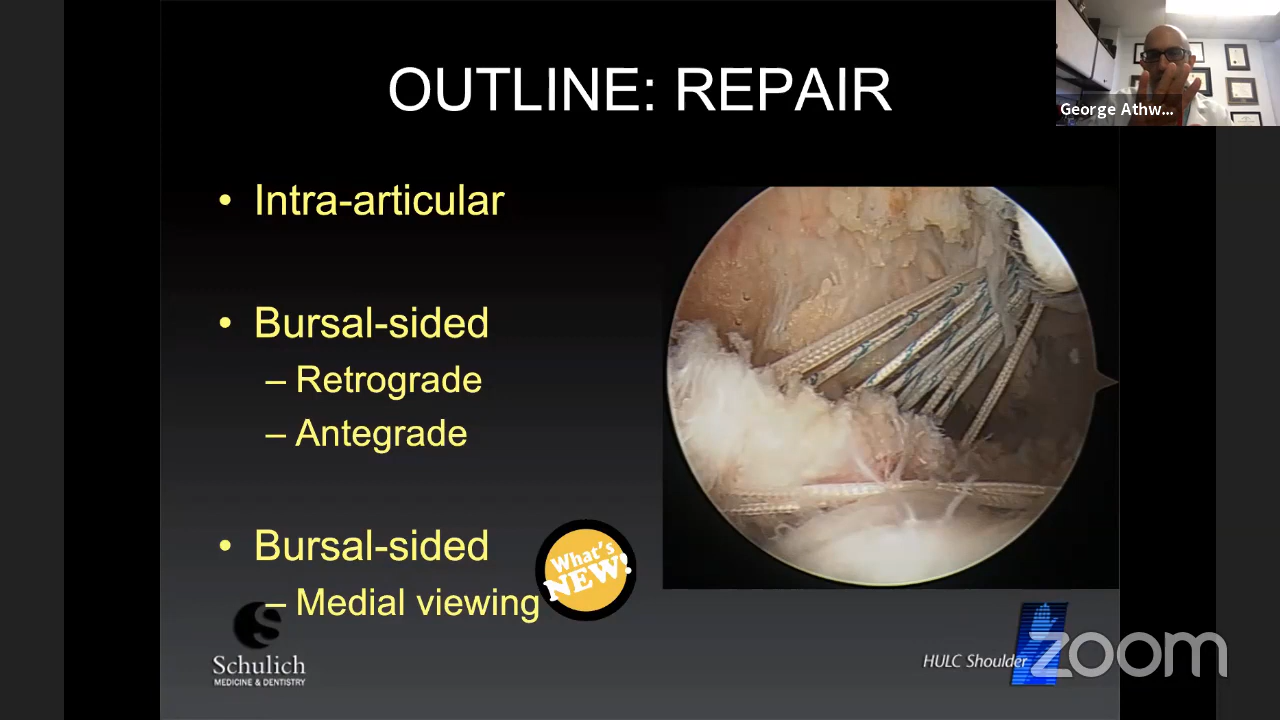 OUTLINE: REPAIR
George Athw...
• Intra-articular
• Bursal-sided
– Retrograde
– Antegrade
• Bursal-sided
– Medial viewing
What's
NEW!
Schulich
MEDICINE & DENTISTRY
HULC Shoulder
zoom